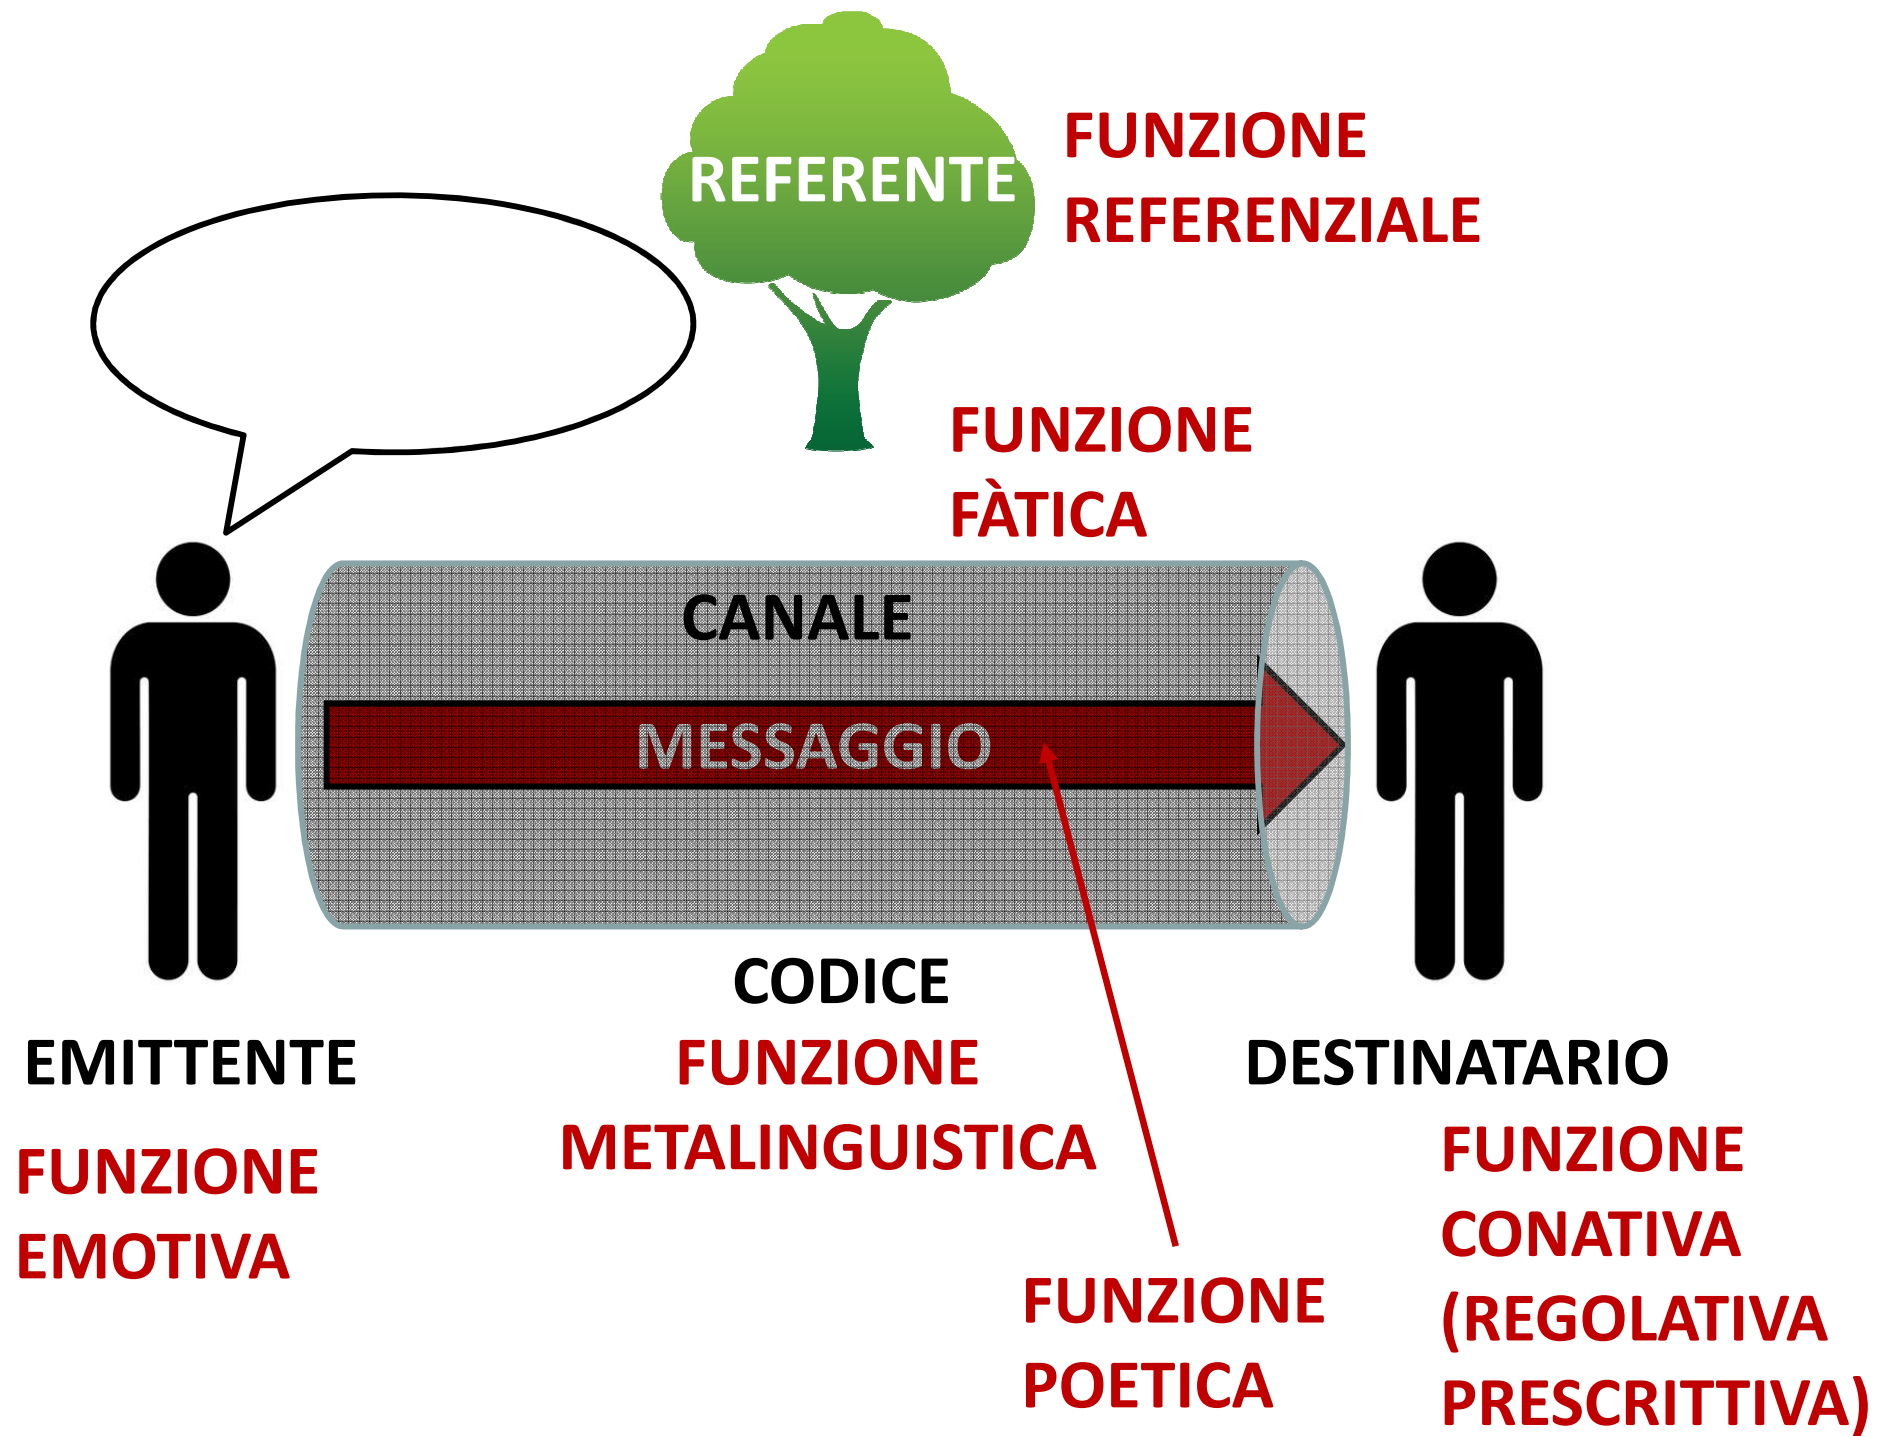 REFERENTE
FUNZIONE
REFERENZIALE
FUNZIONE
FÀTICA
CANALE
MESSAGGIO
CODICE
FUNZIONE
METALINGUISTICA
EMITTENTE
FUNZIONE
EMOTIVA
DESTINATARIO
FUNZIONE
CONATIVA
(REGOLATIVA
PRESCRITTIVA)
FUNZIONE
POETICA